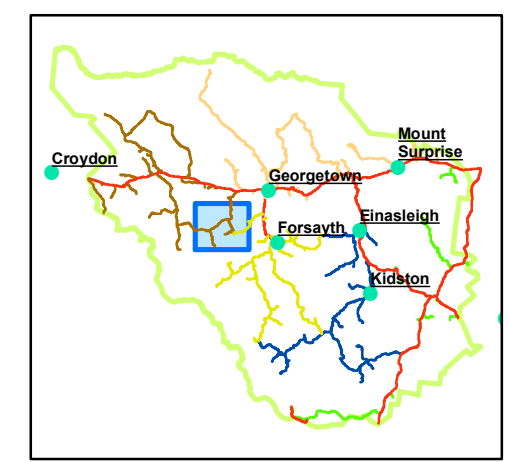 Mount
Surprise
Croydon
Georgetown
Forsayth
Einasleigh
Kidston